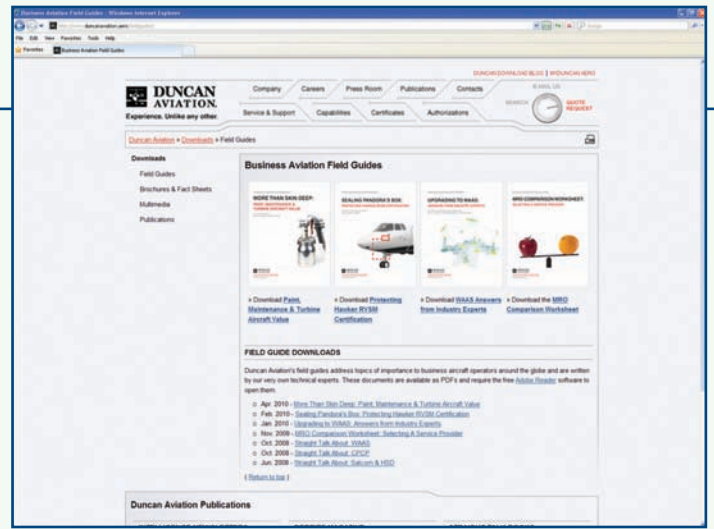 Business Aviation Field Guides - Windows Internet Explorer
File Edit View Favorites Tools Help
Favorites Business Aviation Field Guides
DUNCAN DOWNLOAD BLOG | MYDUNCAN.AERO
DUNCAN
AVIATION.
Experience. Unlike any other.
Company Careers Press Room Publications Contacts
E-MAIL US
SEARCH
QUOTE
REQUEST
Service & Support Capabilities Certificates Authorizations
Duncan Aviation » Downloads » Field Guides
Downloads
Field Guides
Brochures & Fact Sheets
Multimedia
Publications
Business Aviation Field Guides
MORE THAN SKIN DEEP:
SEALING PANDORA'S BOX:
UPGRADING TO WAAS:
MRO COMPARISON WORKSHEET:
» Download Paint, Maintenance & Turbine Aircraft Value
» Download Protecting Hawker RVSM Certification
» Download WAAS Answers from Industry Experts
» Download the MRO Comparison Worksheet
FIELD GUIDE DOWNLOADS
Duncan Aviation's field guides address topics of importance to business aircraft operators around the globe and are written
by our very own technical experts. These documents are available as PDFs and require the free Adobe Reader software to
open them.
Apr. 2010 - More Than Skin Deep: Paint, Maintenance & Turbine Aircraft Value
Feb. 2010 - Sealing Pandora's Box: Protecting Hawker RVSM Certification
Jan. 2010 - Upgrading to WAAS: Answers from Industry Experts
Nov. 2009 - MRO Comparison Worksheet: Selecting A Service Provider
Oct. 2008 - Straight Talk About: WAAS
Oct. 2008 - Straight Talk About: CPCP
Jun. 2008 - Straight Talk About: Satcom & HSD
( Return to top )
Duncan Aviation Publications